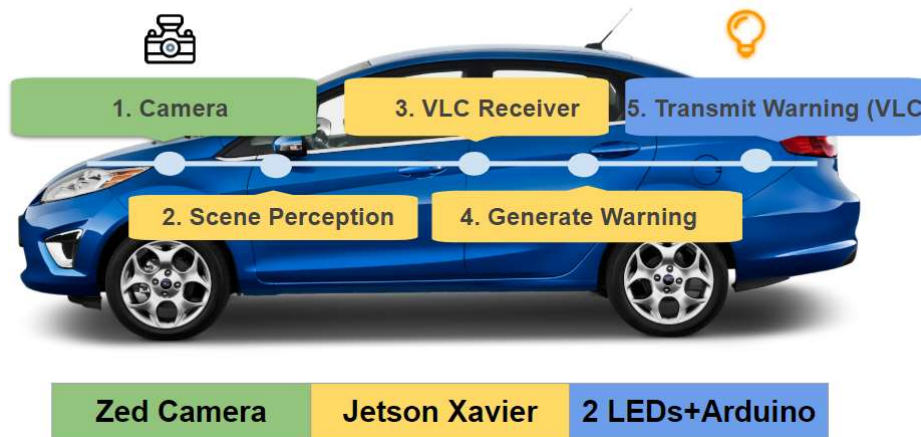 1. Camera
3. VLC Receiver
5. Transmit Warning (VLC
2. Scene Perception
4. Generate Warning
Zed Camera
Jetson Xavier
2 LEDs+Arduino